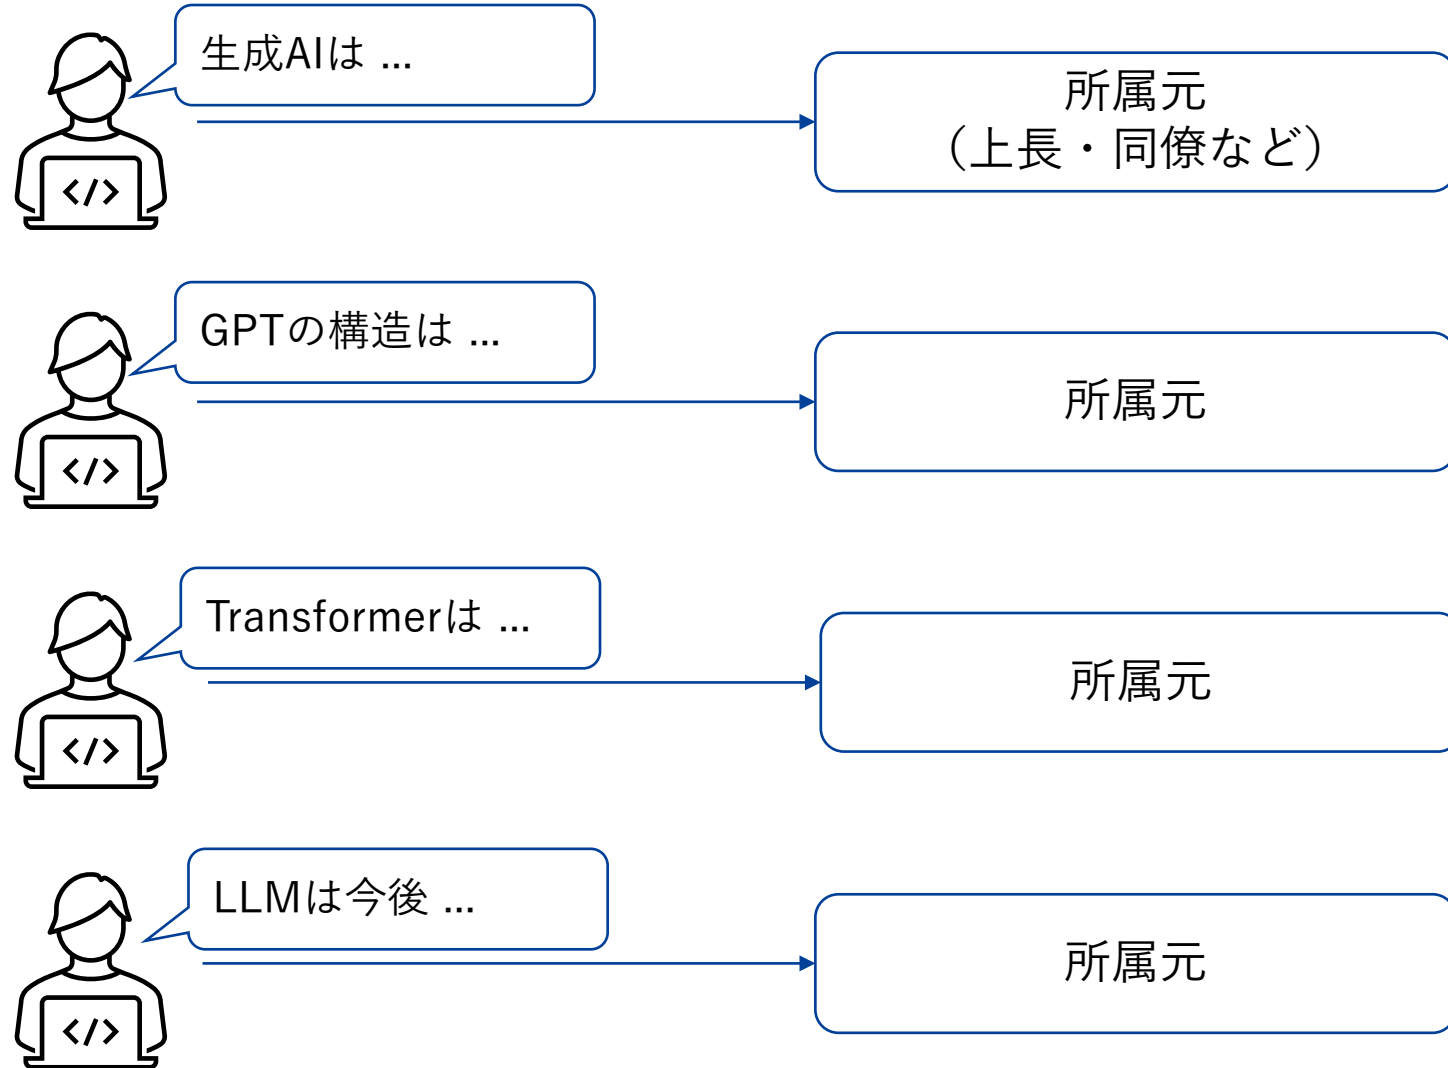 生成AIは ...
所属元
（上長・同僚など）
</>
GPTの構造は ...
所属元
</>
Transformerは ...
所属元
</>
LLMは今後 ...
所属元
</>